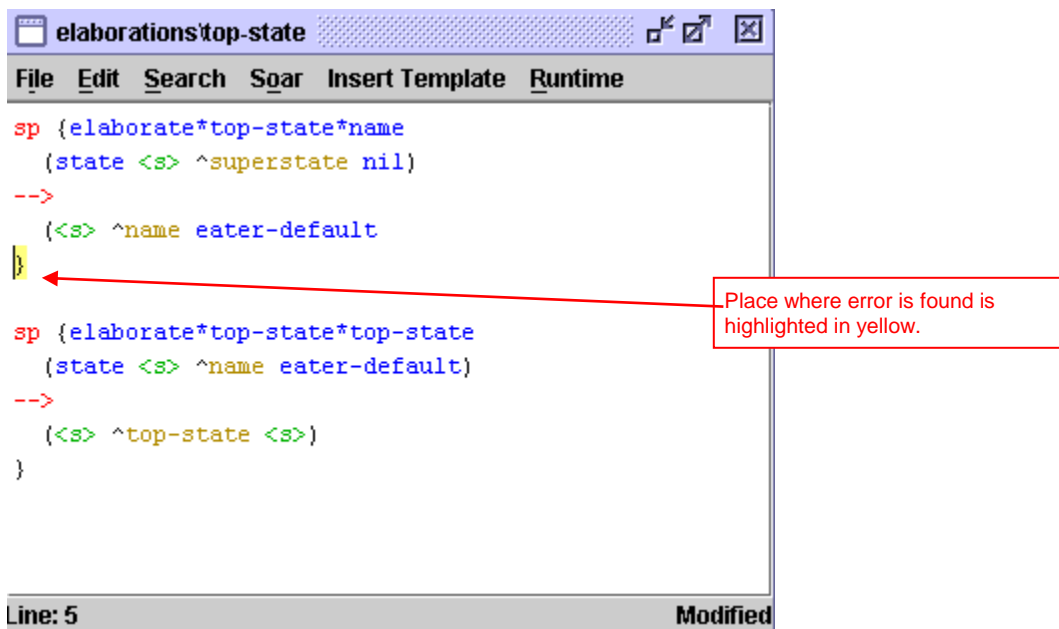 elaborations\top-state
File Edit Search Soar Insert Template Runtime
sp {elaborate*top-state*name
(state <s> ^superstate nil)
-->
(<s> ^name eater-default
}
Place where error is found is
highlighted in yellow.
sp {elaborate*top-state*top-state
(state <s> ^name eater-default)
-->
(<s> ^top-state <s>)
}
Line: 5 Modified